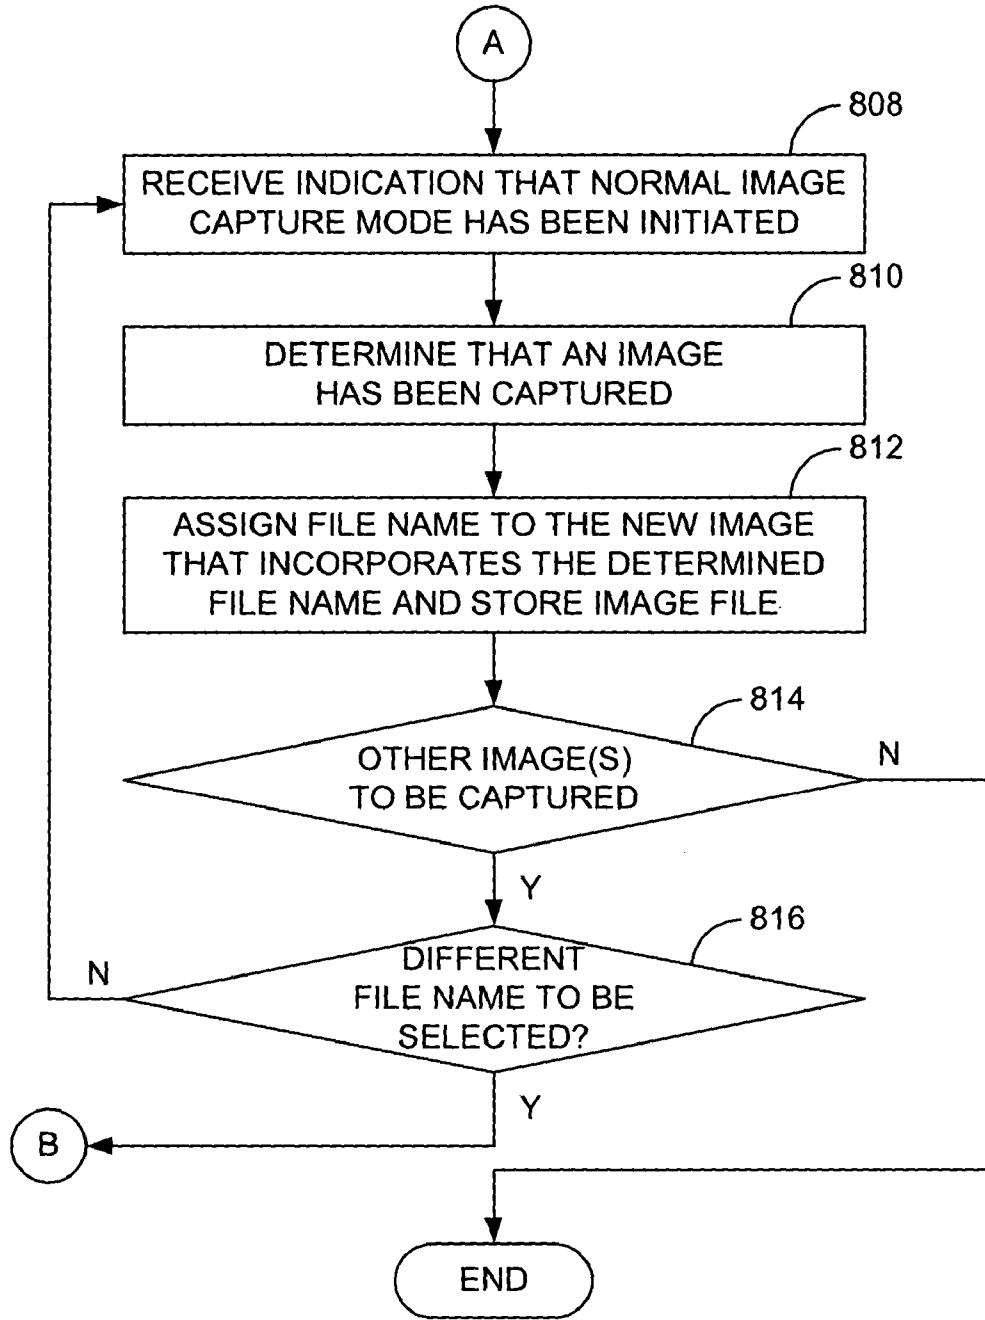 A
808
RECEIVE INDICATION THAT NORMAL IMAGE
CAPTURE MODE HAS BEEN INITIATED
810
DETERMINE THAT AN IMAGE
HAS BEEN CAPTURED
812
ASSIGN FILE NAME TO THE NEW IMAGE
THAT INCORPORATES THE DETERMINED
FILE NAME AND STORE IMAGE FILE
814
OTHER IMAGE(S)
TO BE CAPTURED
N
Y
816
DIFFERENT
FILE NAME TO BE
SELECTED?
N
Y
B
END